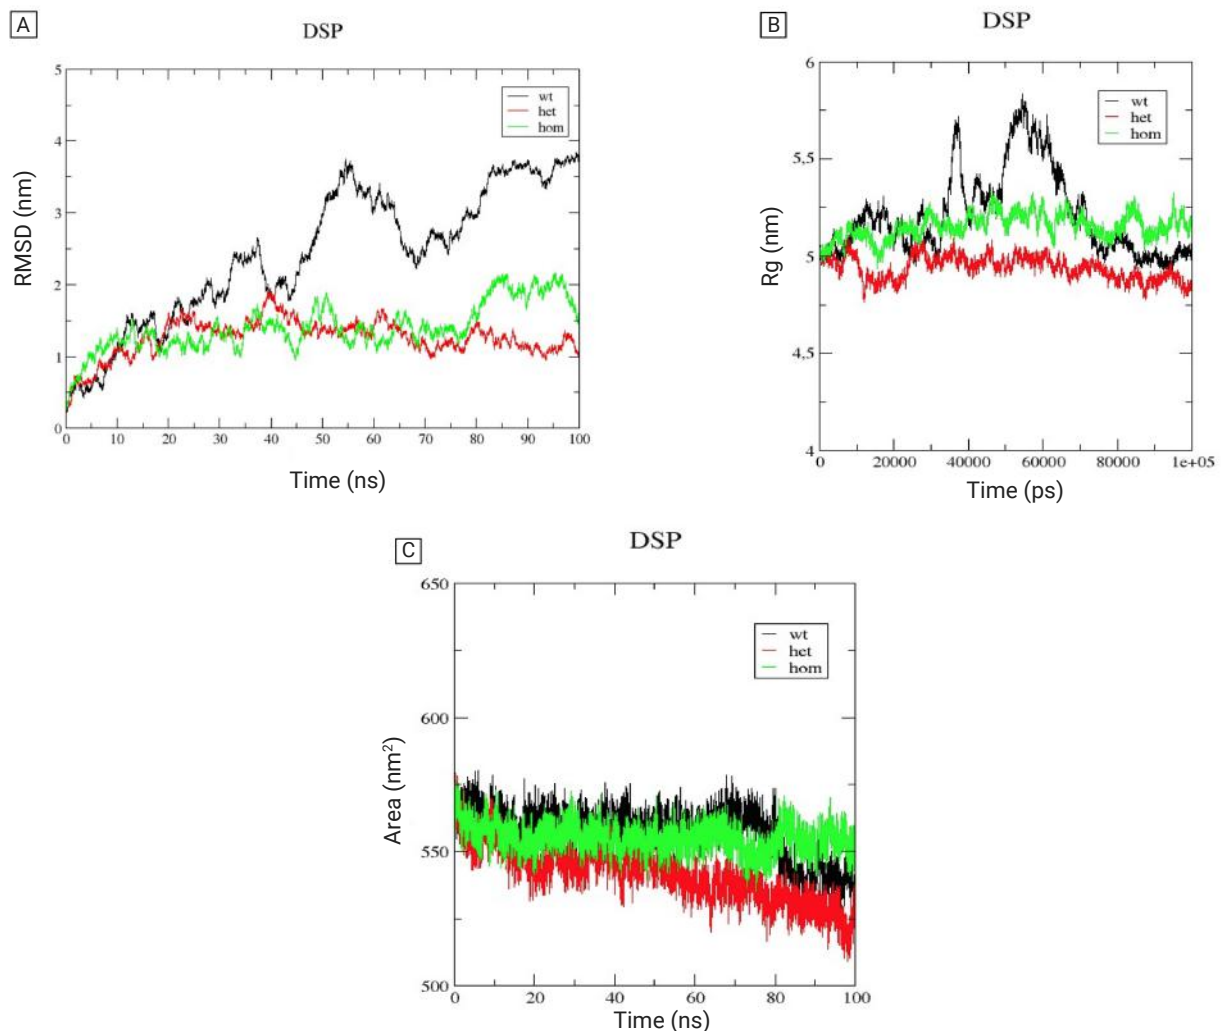 A
DSP
5
4
3
2
1
0
RMSD (nm)
wt
het
hom
0 10 20 30 40 50 60 70 80 90 100
Time (ns)
B
DSP
6
5.5
5
4.5
4
Rg (nm)
wt
het
hom
0 20000 40000 60000 80000 1e+05
Time (ps)
C
DSP
650
600
550
500
Area (nm²)
wt
het
hom
0 20 40 60 80 100
Time (ns)